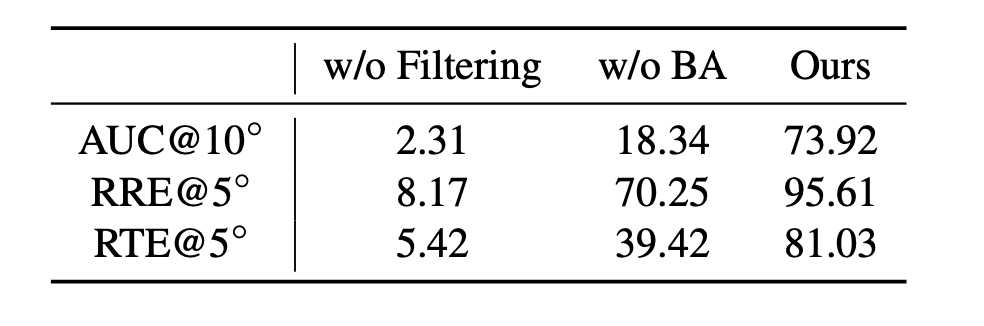 w/o Filtering w/o BA Ours
AUC@10° 2.31 18.34 73.92
RRE@5° 8.17 70.25 95.61
RTE@5° 5.42 39.42 81.03